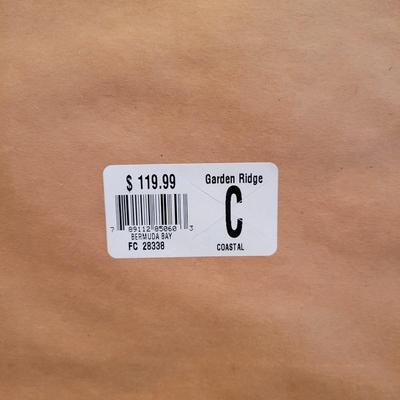 $ 119.99
Garden Ridge
C
7 89112 85060 3
BERMUDA BAY
FC 28338
COASTAL